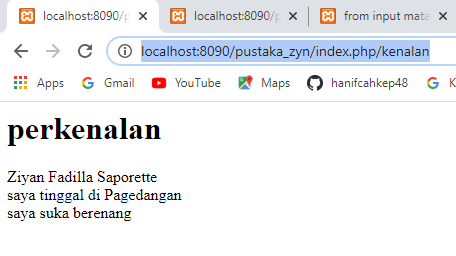 localhost:8090/p
localhost:8090/p
from input mata
localhost:8090/pustaka_zyn/index.php/kenalan
Apps
Gmail
YouTube
Maps
hanifcahkep48
K
perkenalan
Ziyan Fadilla Saporette
saya tinggal di Pagedangan
saya suka berenang